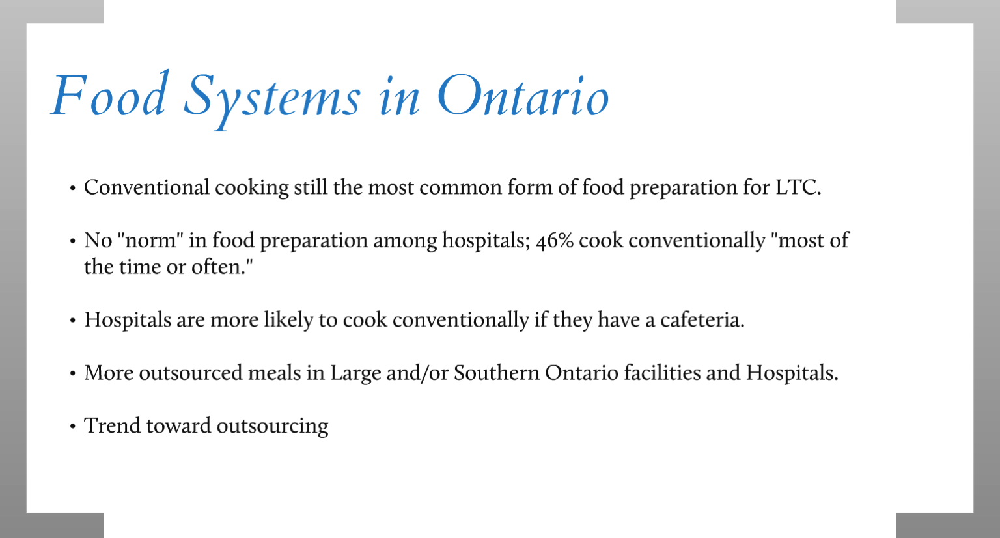 Food Systems in Ontario
• Conventional cooking still the most common form of food preparation for LTC.
• No "norm" in food preparation among hospitals; 46% cook conventionally "most of
the time or often."
• Hospitals are more likely to cook conventionally if they have a cafeteria.
• More outsourced meals in Large and/or Southern Ontario facilities and Hospitals.
• Trend toward outsourcing